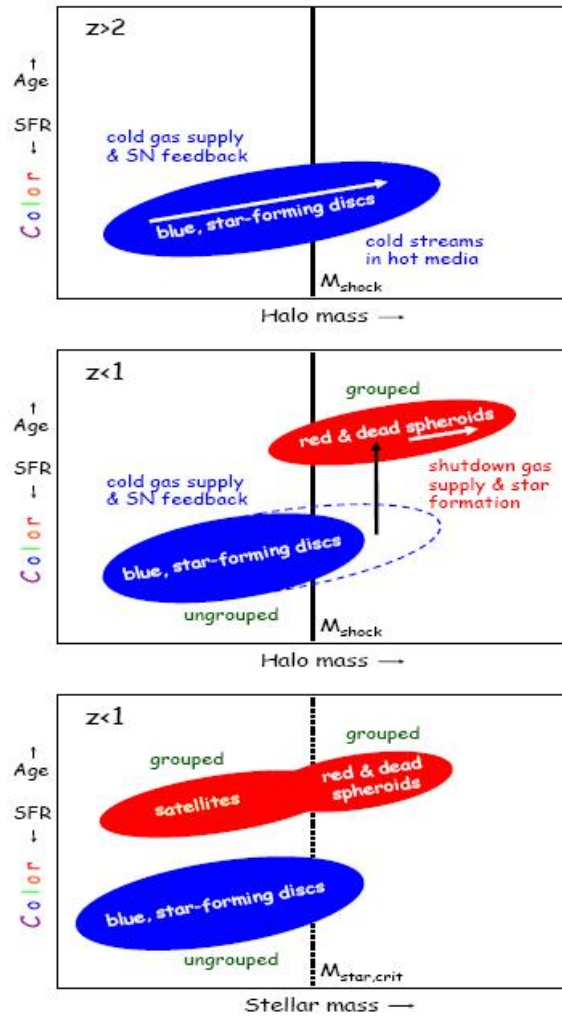 z>2
↑
Age
SFR
↓
Color
cold gas supply
& SN feedback
blue, star-forming discs
cold streams
in hot media
M_shock
Halo mass →
z<1
↑
Age
SFR
↓
Color
grouped
red & dead spheroids
shutdown gas
supply & star
formation
cold gas supply
& SN feedback
blue, star-forming discs
ungrouped
M_shock
Halo mass →
z<1
↑
Age
SFR
↓
Color
grouped
grouped
satellites
red & dead
spheroids
blue, star-forming discs
ungrouped
M_star,crit
Stellar mass →